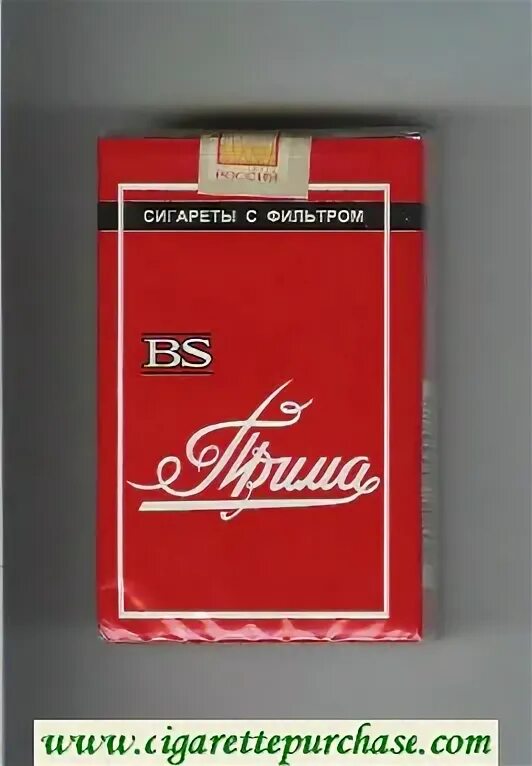 СИГАРЕТЫ С ФИЛЬТРОМ
BS
Прима
www.cigarettepurchase.com